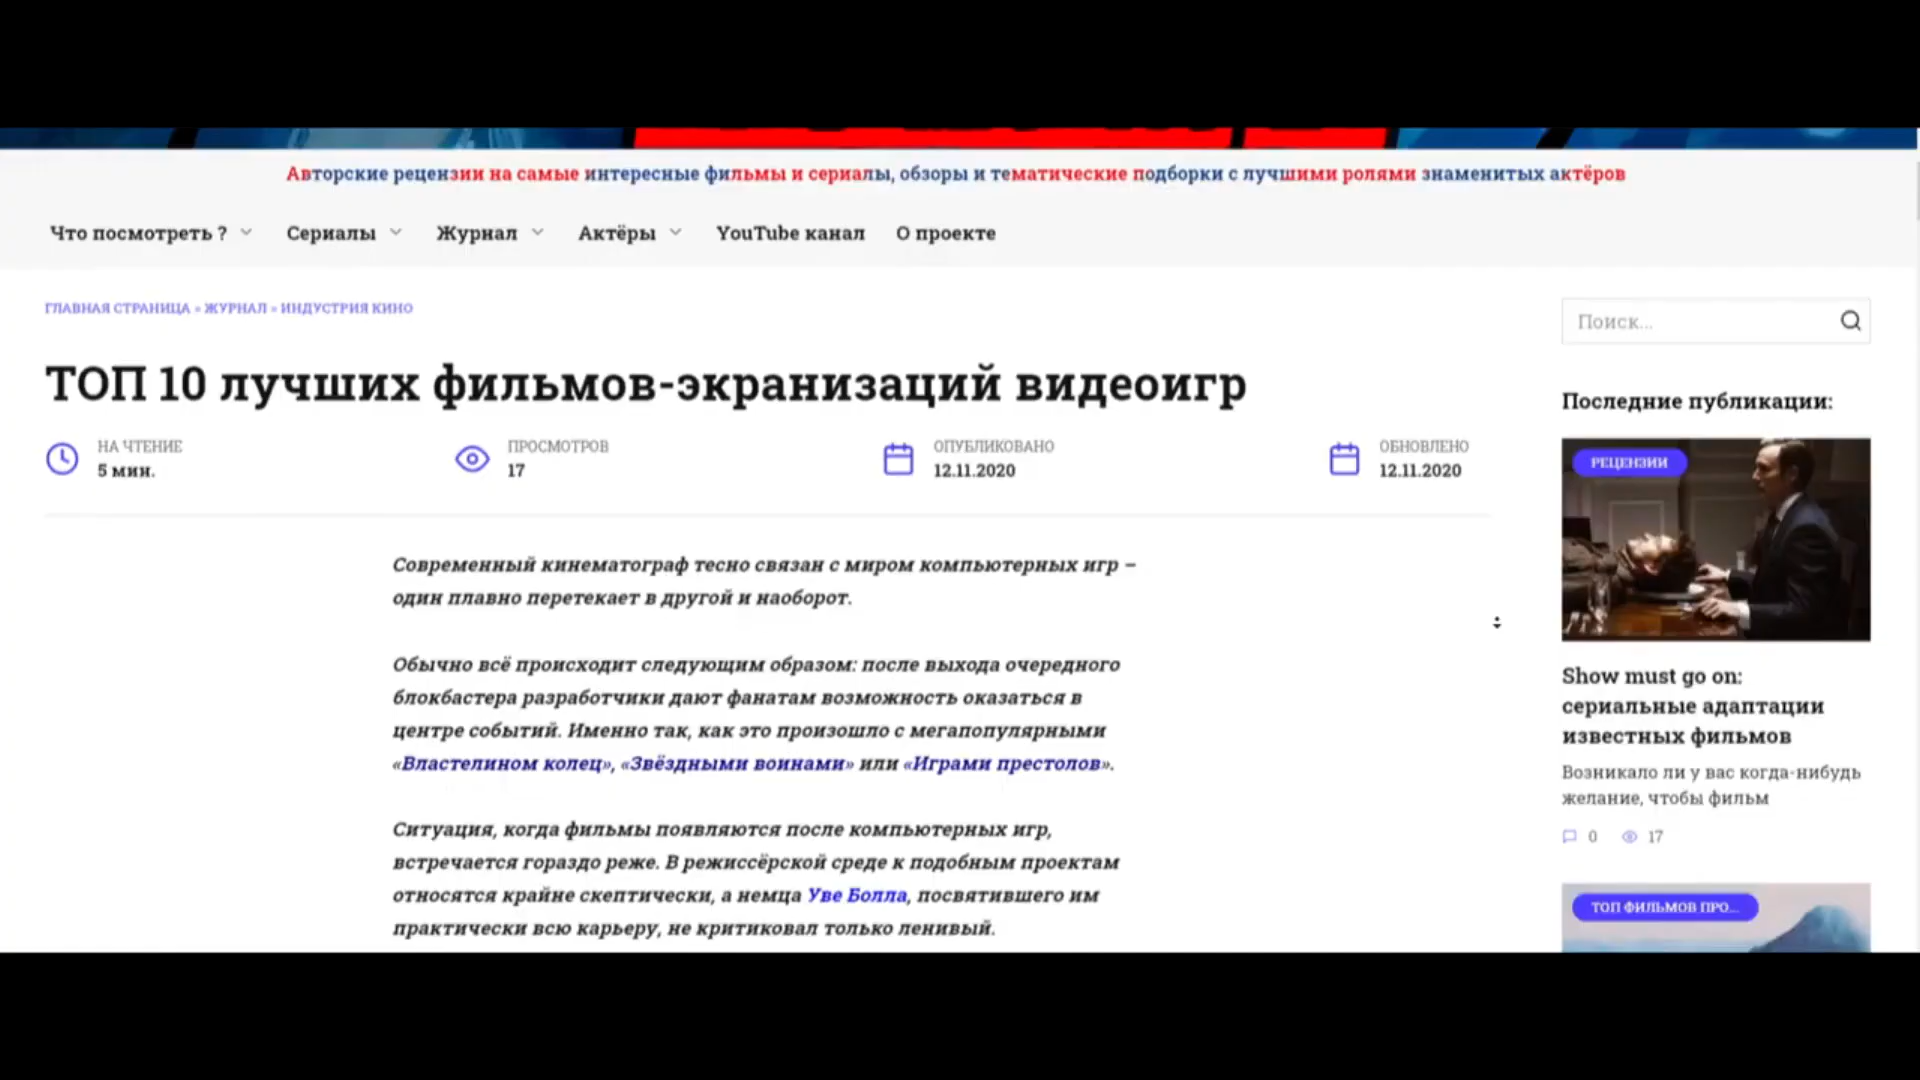 Авторские рецензии на самые интересные фильмы и сериалы, обзоры и тематические подборки с лучшими ролями знаменитых актёров
Что посмотреть ?
Сериалы
Журнал
Актёры
YouTube канал
О проекте
ГЛАВНАЯ СТРАНИЦА » ЖУРНАЛ » ИНДУСТРИЯ КИНО
ТОП 10 лучших фильмов-экранизаций видеоигр
НА ЧТЕНИЕ
5 мин.
ПРОСМОТРОВ
17
ОПУБЛИКОВАНО
12.11.2020
ОБНОВЛЕНО
12.11.2020
Современный кинематограф тесно связан с миром компьютерных игр –
один плавно перетекает в другой и наоборот.
Обычно всё происходит следующим образом: после выхода очередного
блокбастера разработчики дают фанатам возможность оказаться в
центре событий. Именно так, как это произошло с мегапопулярными
«Властелином колец», «Звёздными воинами» или «Играми престолов».
Ситуация, когда фильмы появляются после компьютерных игр,
встречается гораздо реже. В режиссёрской среде к подобным проектам
относятся крайне скептически, а немца Уве Болла, посвятившего им
практически всю карьеру, не критиковал только ленивый.
Поиск...
Последние публикации:
РЕЦЕНЗИИ
Show must go on:
сериальные адаптации
известных фильмов
Возникало ли у вас когда-нибудь
желание, чтобы фильм
0
17
ТОП ФИЛЬМОВ ПРО...